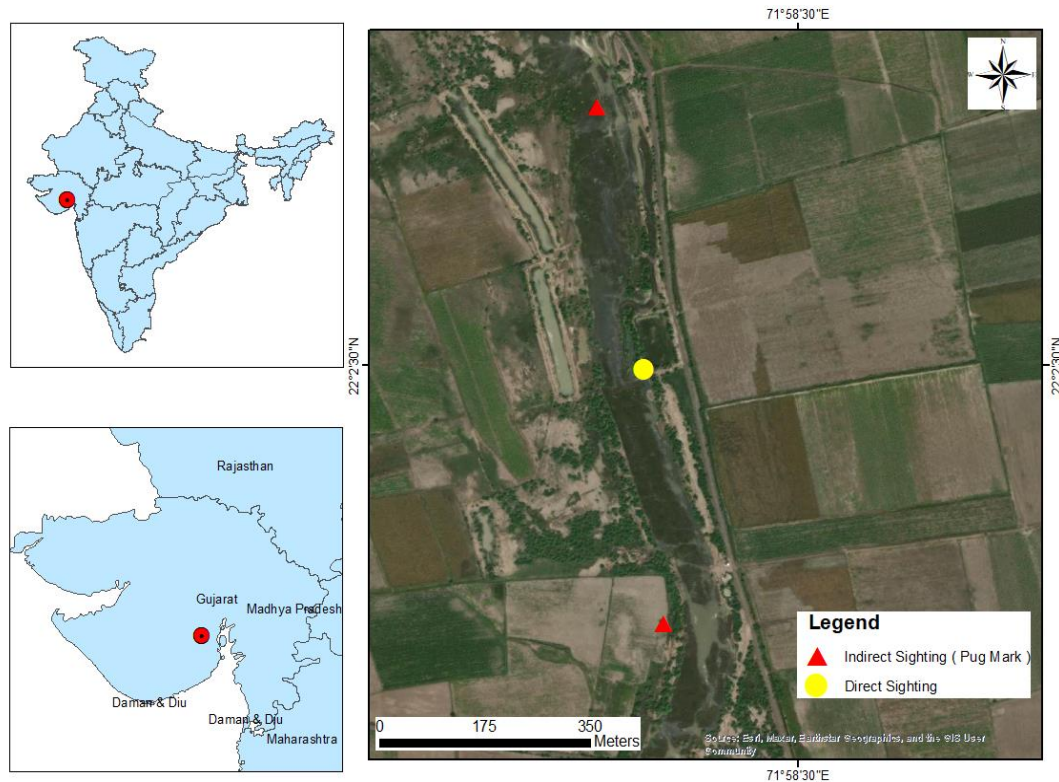 71°58'30"E
N
W
E
S
22°2'30"N
22°2'30"N
Rajasthan
Gujarat
Madhya Pradesh
Daman & Diu
Daman & Diu
Maharashtra
Legend
Indirect Sighting ( Pug Mark )
Direct Sighting
0 175 350
Meters
Source: Esri, Maxar, Earthstar Geographics, and the GIS User
Community
71°58'30"E